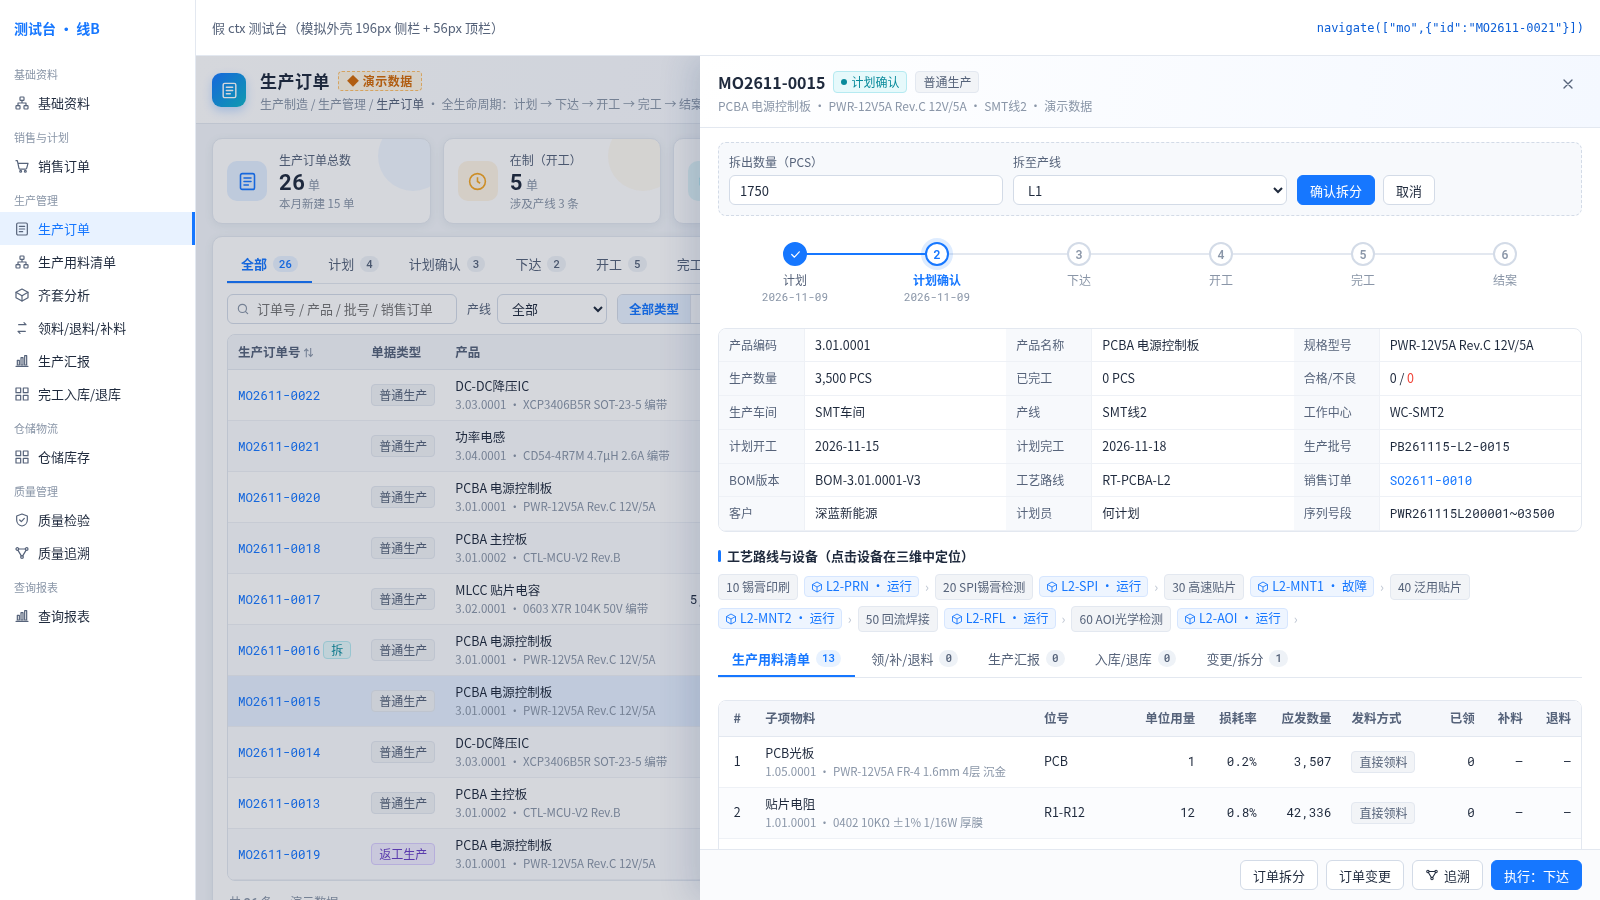 测试台 · 线B
基础资料
基础资料
销售与计划
销售订单
生产管理
生产订单
生产用料清单
齐套分析
领料/退料/补料
生产汇报
完工入库/退库
仓储物流
仓储库存
质量管理
质量检验
质量追溯
查询报表
查询报表
假 ctx 测试台（模拟外壳 196px 侧栏 + 56px 顶栏）
navigate(["mo",{"id":"MO2611-0021"}])
生产订单 ◆ 演示数据
生产制造 / 生产管理 / 生产订单 · 全生命周期：计划 → 下达 → 开工 → 完工 → 结案
生产订单总数
26 单
本月新建 15 单
在制（开工）
5 单
涉及产线 3 条
全部 26 计划 4 计划确认 3 下达 2 开工 5 完工
订单号 / 产品 / 批号 / 销售订单 产线 全部 全部类型
生产订单号 ⇅ 单据类型 产品
MO2611-0022 普通生产 DC-DC降压IC
3.03.0001 · XCP3406B5R SOT-23-5 编带
MO2611-0021 普通生产 功率电感
3.04.0001 · CD54-4R7M 4.7μH 2.6A 编带
MO2611-0020 普通生产 PCBA 电源控制板
3.01.0001 · PWR-12V5A Rev.C 12V/5A
MO2611-0018 普通生产 PCBA 主控板
3.01.0002 · CTL-MCU-V2 Rev.B
MO2611-0017 普通生产 MLCC 贴片电容 5
3.02.0001 · 0603 X7R 104K 50V 编带
MO2611-0016 拆 普通生产 PCBA 电源控制板
3.01.0001 · PWR-12V5A Rev.C 12V/5A
MO2611-0015 普通生产 PCBA 电源控制板
3.01.0001 · PWR-12V5A Rev.C 12V/5A
MO2611-0014 普通生产 DC-DC降压IC
3.03.0001 · XCP3406B5R SOT-23-5 编带
MO2611-0013 普通生产 PCBA 主控板
3.01.0002 · CTL-MCU-V2 Rev.B
MO2611-0019 返工生产 PCBA 电源控制板
3.01.0001 · PWR-12V5A Rev.C 12V/5A
MO2611-0015 计划确认 普通生产
PCBA 电源控制板 · PWR-12V5A Rev.C 12V/5A · SMT线2 · 演示数据
拆出数量（PCS） 拆至产线
1750 L1 确认拆分 取消
2 3 4 5 6
计划 计划确认 下达 开工 完工 结案
2026-11-09 2026-11-09
产品编码 3.01.0001 产品名称 PCBA 电源控制板 规格型号 PWR-12V5A Rev.C 12V/5A
生产数量 3,500 PCS 已完工 0 PCS 合格/不良 0 / 0
生产车间 SMT车间 产线 SMT线2 工作中心 WC-SMT2
计划开工 2026-11-15 计划完工 2026-11-18 生产批号 PB261115-L2-0015
BOM版本 BOM-3.01.0001-V3 工艺路线 RT-PCBA-L2 销售订单 SO2611-0010
客户 深蓝新能源 计划员 何计划 序列号段 PWR261115L200001~03500
工艺路线与设备（点击设备在三维中定位）
10 锡膏印刷 L2-PRN · 运行 › 20 SPI锡膏检测 L2-SPI · 运行 › 30 高速贴片 L2-MNT1 · 故障 › 40 泛用贴片
L2-MNT2 · 运行 › 50 回流焊接 L2-RFL · 运行 › 60 AOI光学检测 L2-AOI · 运行 ›
生产用料清单 13 领/补/退料 0 生产汇报 0 入库/退库 0 变更/拆分 1
# 子项物料 位号 单位用量 损耗率 应发数量 发料方式 已领 补料 退料
1 PCB光板 PCB 1 0.2% 3,507 直接领料 0 — —
1.05.0001 · PWR-12V5A FR-4 1.6mm 4层 沉金
2 贴片电阻 R1-R12 12 0.8% 42,336 直接领料 0 — —
1.01.0001 · 0402 10KΩ ±1% 1/16W 厚膜
订单拆分 订单变更 追溯 执行：下达